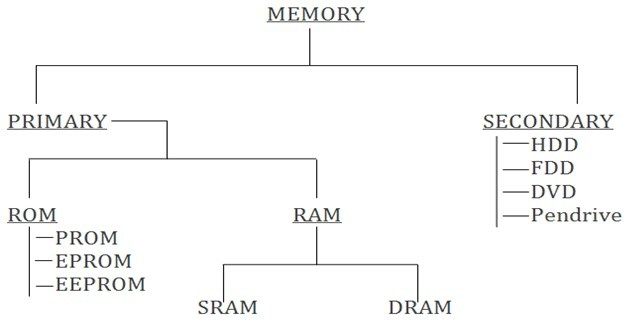 MEMORY
PRIMARY
SECONDARY
HDD
FDD
DVD
Pendrive
ROM
RAM
PROM
EPROM
EEPROM
SRAM
DRAM